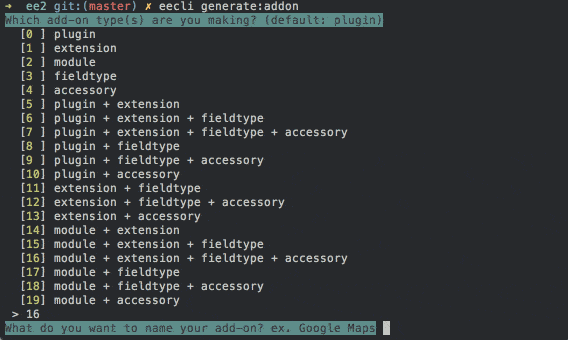 ➜  ee2 git:(master) ✗ eecli generate:addon
Which add-on type(s) are you making? (default: plugin)
[0 ] plugin
[1 ] extension
[2 ] module
[3 ] fieldtype
[4 ] accessory
[5 ] plugin + extension
[6 ] plugin + extension + fieldtype
[7 ] plugin + extension + fieldtype + accessory
[8 ] plugin + fieldtype
[9 ] plugin + fieldtype + accessory
[10] plugin + accessory
[11] extension + fieldtype
[12] extension + fieldtype + accessory
[13] extension + accessory
[14] module + extension
[15] module + extension + fieldtype
[16] module + extension + fieldtype + accessory
[17] module + fieldtype
[18] module + fieldtype + accessory
[19] module + accessory
> 16
What do you want to name your add-on? ex. Google Maps